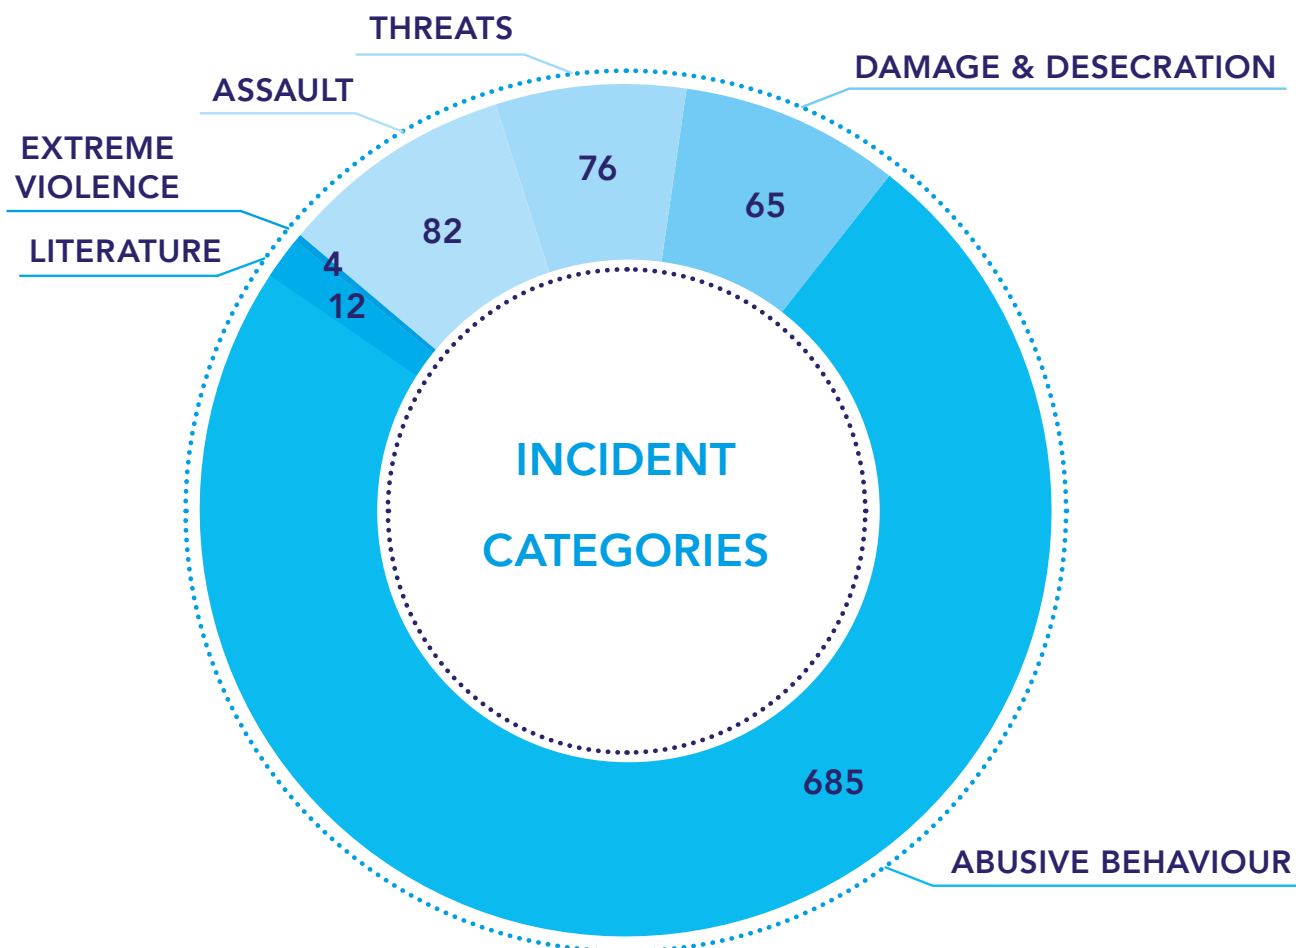 THREATS
DAMAGE & DESECRATION
ASSAULT
EXTREME
VIOLENCE
LITERATURE
76
65
82
4
12
INCIDENT
CATEGORIES
685
ABUSIVE BEHAVIOUR